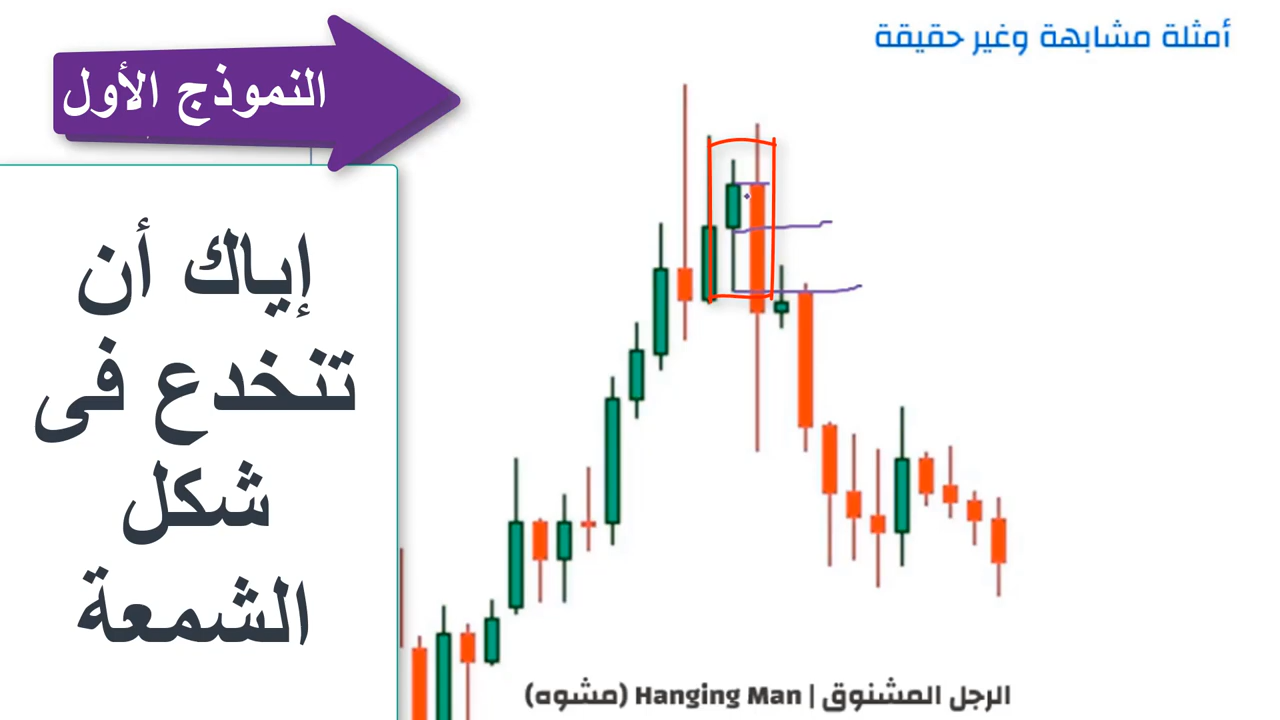 أمثلة مشابهة وغير حقيقة
النموذج الأول
إياك أن
تنخدع فى
شكل
الشمعة
الرجل المشنوق | Hanging Man (مشوه)